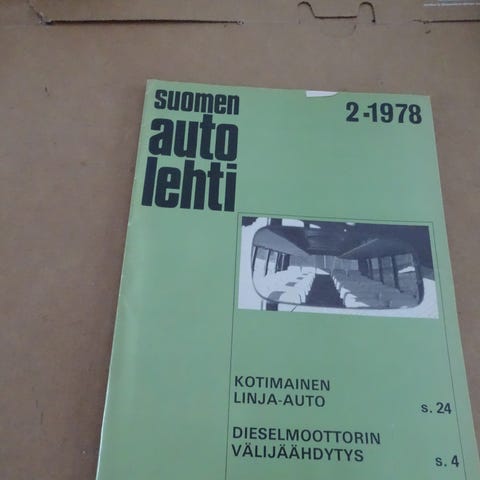 suomen
auto
lehti
2-1978
KOTIMAINEN
LINJA-AUTO s. 24
DIESELMOOTTORIN
VÄLIJÄÄHDYTYS s. 4